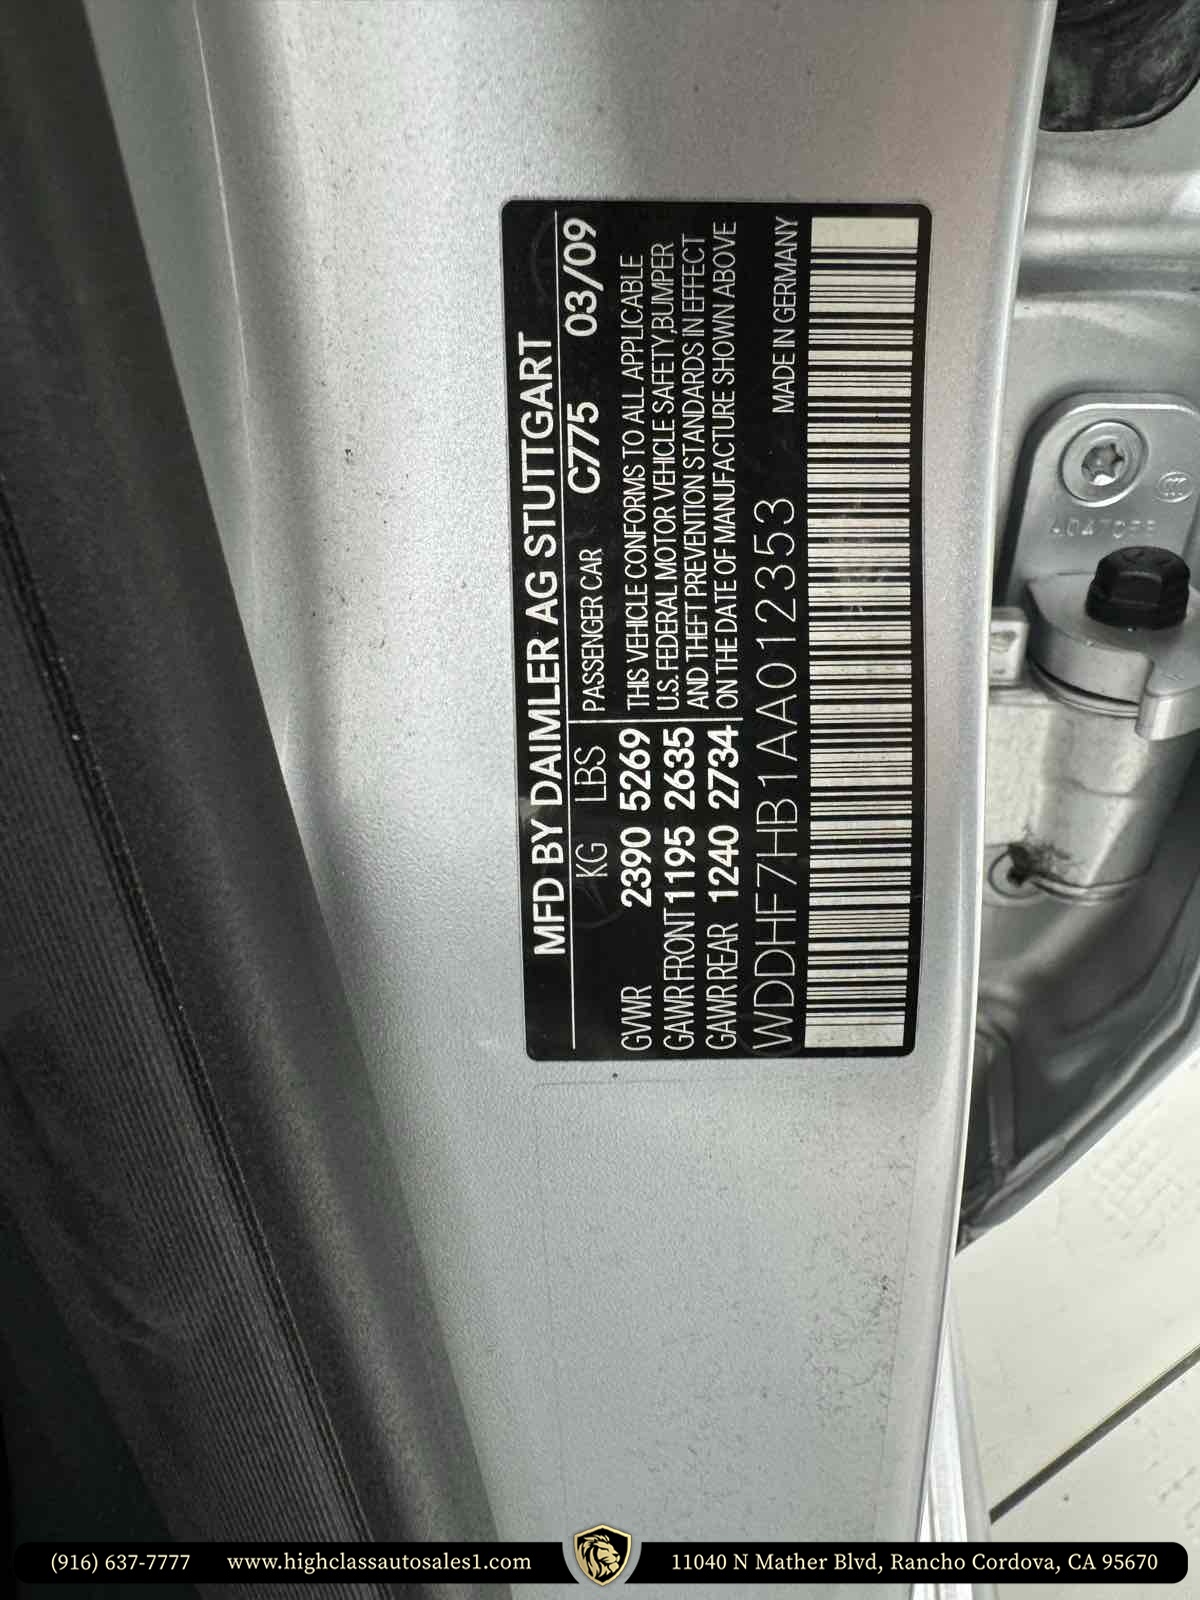 MFD BY DAIMLER AG STUTTGART
KG LBS PASSENGER CAR C775 03/09
GVWR 2390 5269 THIS VEHICLE CONFORMS TO ALL APPLICABLE
GAWR FRONT 1195 2635 U.S. FEDERAL MOTOR VEHICLE SAFETY,BUMPER
AND THEFT PREVENTION STANDARDS IN EFFECT
GAWR REAR 1240 2734 ON THE DATE OF MANUFACTURE SHOWN ABOVE
WDDHF7HB1AA012353 MADE IN GERMANY
(916) 637-7777 www.highclassautosales1.com 11040 N Mather Blvd, Rancho Cordova, CA 95670